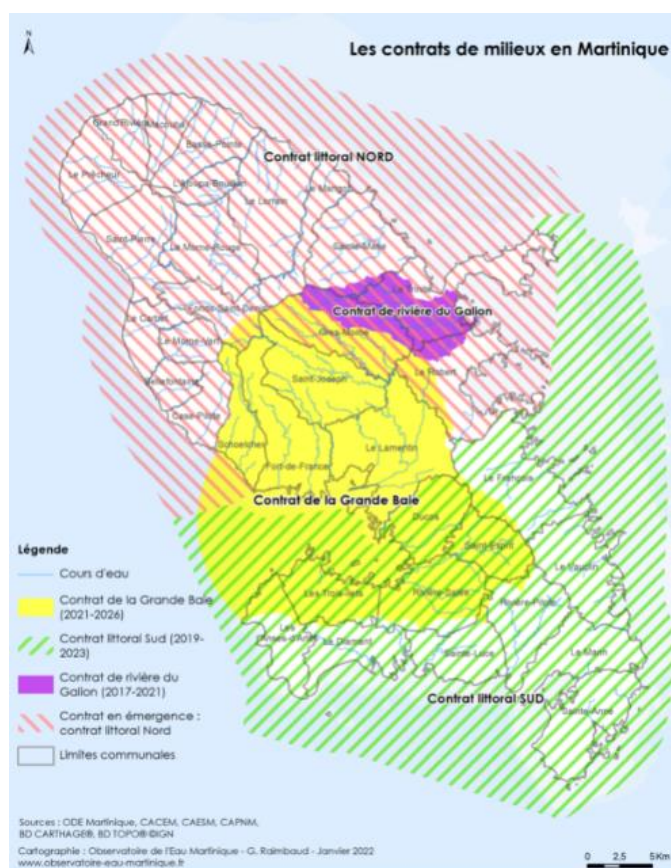 N
Les contrats de milieux en Martinique
Grand'Rivière
Macouba
Basse-Pointe
Contrat littoral NORD
Le Prêcheur
L'Ajoupa-Bouillon
Le Lorrain
Le Marigot
Saint-Pierre
Le Morne-Rouge
Sainte-Marie
La Trinité
Fonds-Saint-Denis
Contrat de rivière du Galion
Le Carbet
Gros-Morne
Le Morne-Vert
Le Robert
Bellefontaine
Saint-Joseph
Case-Pilote
Schoelcher
Le Lamentin
Fort-de-France
Le François
Contrat de la Grande Baie
Ducos
Saint-Esprit
Le Vauclin
Les Trois-Ilets
Rivière-Salée
Rivière-Pilote
Les Anses-d'Arlet
Le Diamant
Sainte-Luce
Le Marin
Contrat littoral SUD
Sainte-Anne
Légende
Cours d'eau
Contrat de la Grande Baie
(2021-2026)
Contrat littoral Sud (2019-
2023)
Contrat de rivière du
Galion (2017-2021)
Contrat en émergence :
contrat littoral Nord
Limites communales
Sources : ODE Martinique, CACEM, CAESM, CAPNM,
BD CARTHAGE®, BD TOPO®©IGN
Cartographie : Observatoire de l'Eau Martinique - G. Raimbaud - Janvier 2022
www.observatoire-eau-martinique.fr
0 2.5 5Km